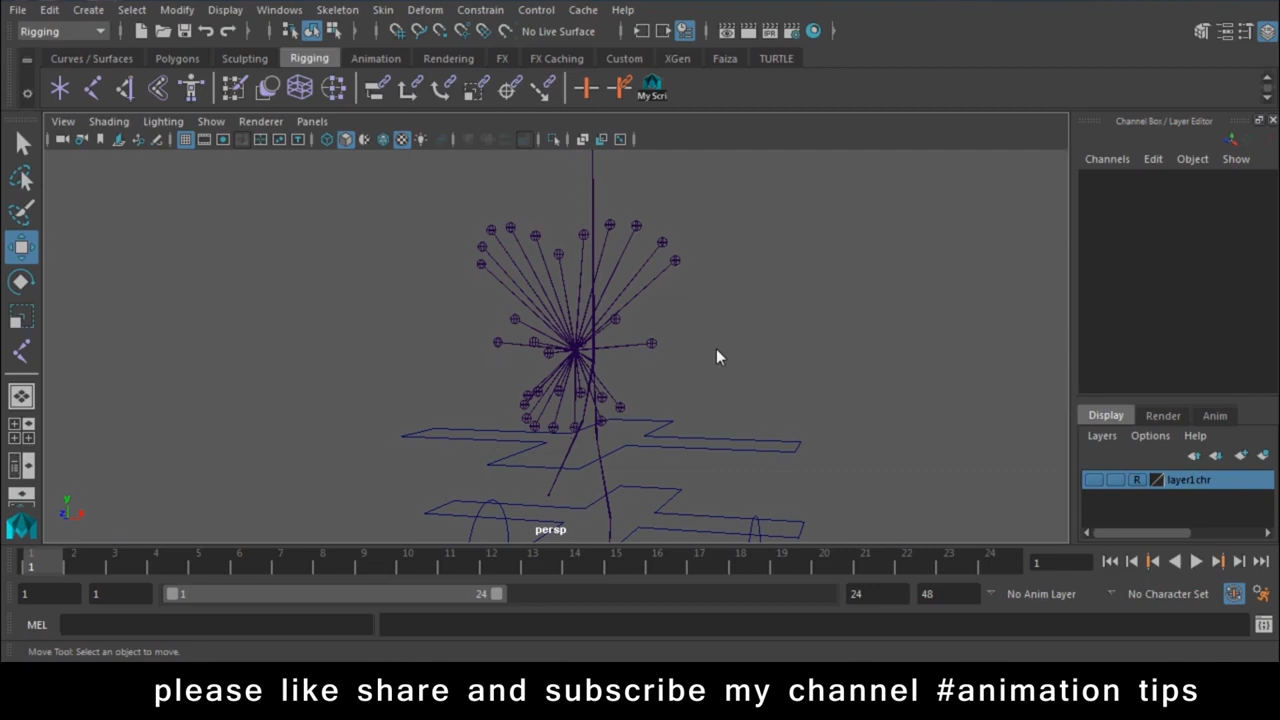 File Edit Create Select Modify Display Windows Skeleton Skin Deform Constrain Control Cache Help
Rigging No Live Surface
Curves / Surfaces Polygons Sculpting Rigging Animation Rendering FX FX Caching Custom XGen Faiza TURTLE
My Scri
View Shading Lighting Show Renderer Panels
Channel Box / Layer Editor
Channels Edit Object Show
Display Render Anim
Layers Options Help
R layer1chr
y
z x
persp
1 2 3 4 5 6 7 8 9 10 11 12 13 14 15 16 17 18 19 20 21 22 23 24
1 1
1 1 1 24 24 48 No Anim Layer No Character Set
MEL
Move Tool: Select an object to move.
please like share and subscribe my channel #animation tips